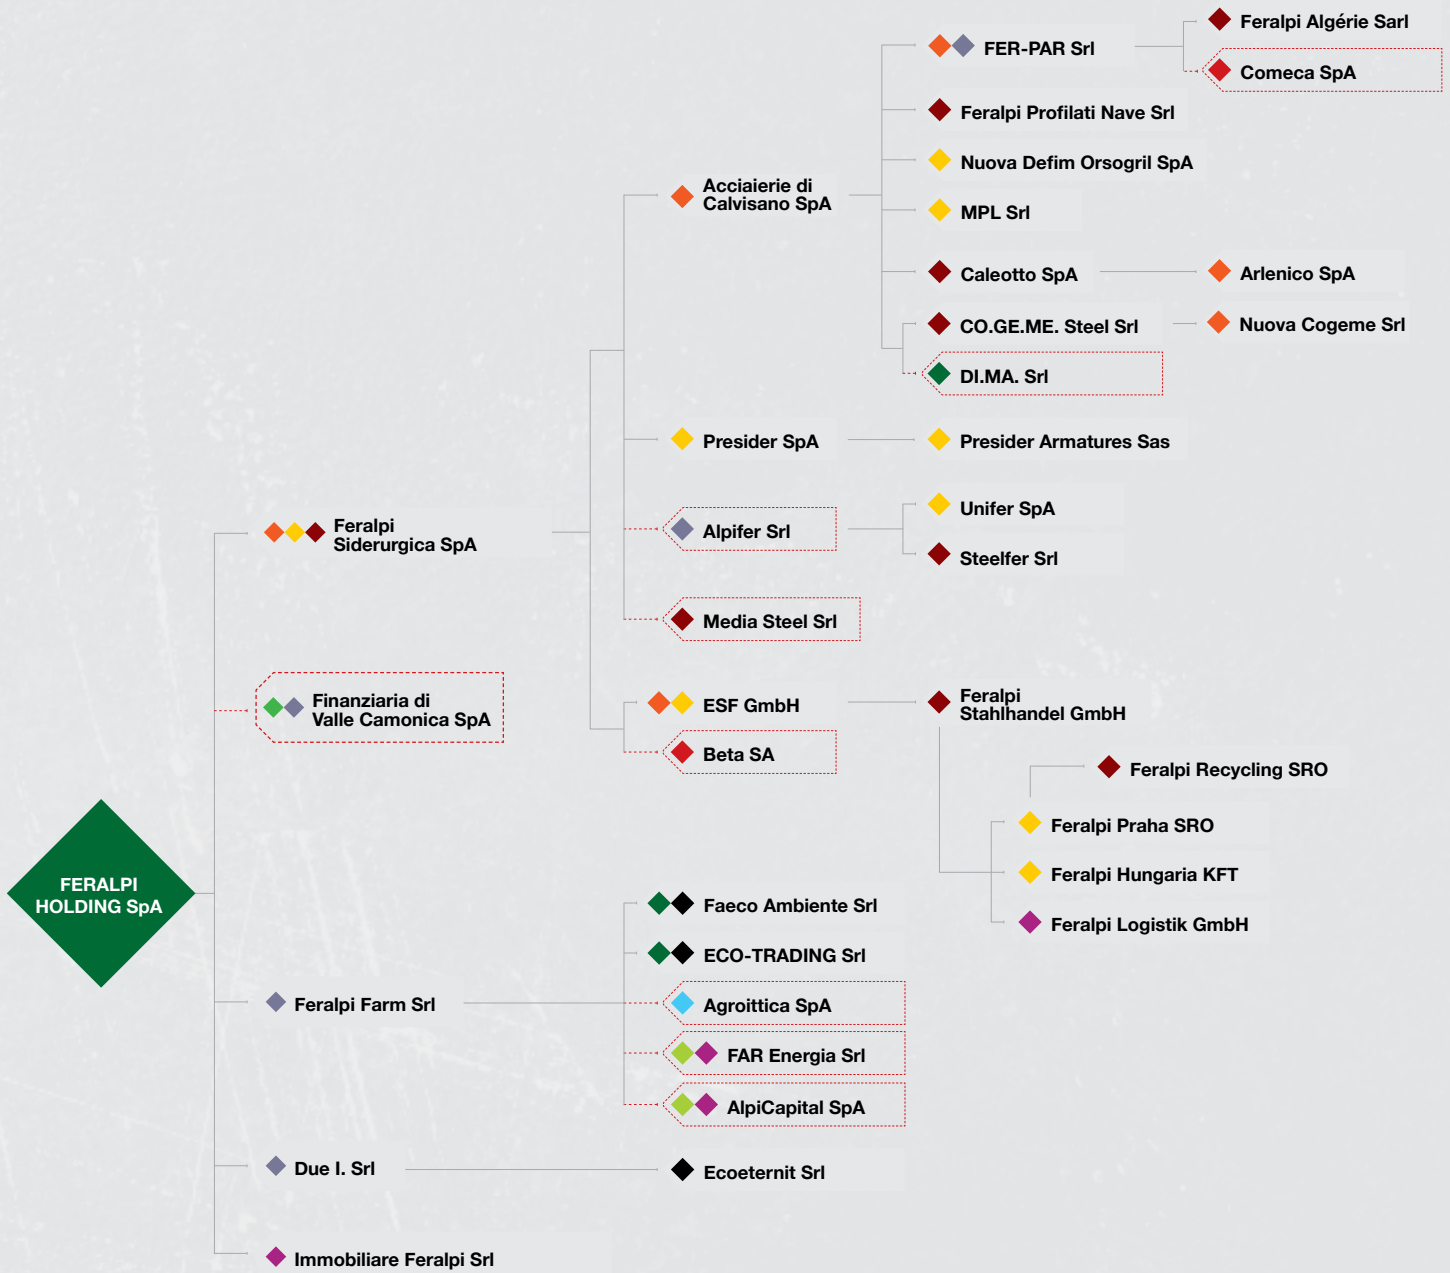 Feralpi Algérie Sarl
FER-PAR Srl
Comeca SpA
Feralpi Profilati Nave Srl
Nuova Defim Orsogril SpA
Acciaierie di
Calvisano SpA
MPL Srl
Caleotto SpA
Arlenico SpA
CO.GE.ME. Steel Srl
Nuova Cogeme Srl
DI.MA. Srl
Presider SpA
Presider Armatures Sas
Unifer SpA
Feralpi
Siderurgica SpA
Alpifer Srl
Steelfer Srl
Media Steel Srl
Finanziaria di
Valle Camonica SpA
ESF GmbH
Feralpi
Stahlhandel GmbH
Beta SA
Feralpi Recycling SRO
Feralpi Praha SRO
Feralpi Hungaria KFT
Feralpi Logistik GmbH
FERALPI
HOLDING SpA
Faeco Ambiente Srl
ECO-TRADING Srl
Feralpi Farm Srl
Agroittica SpA
FAR Energia Srl
AlpiCapital SpA
Due I. Srl
Ecoeternit Srl
Immobiliare Feralpi Srl